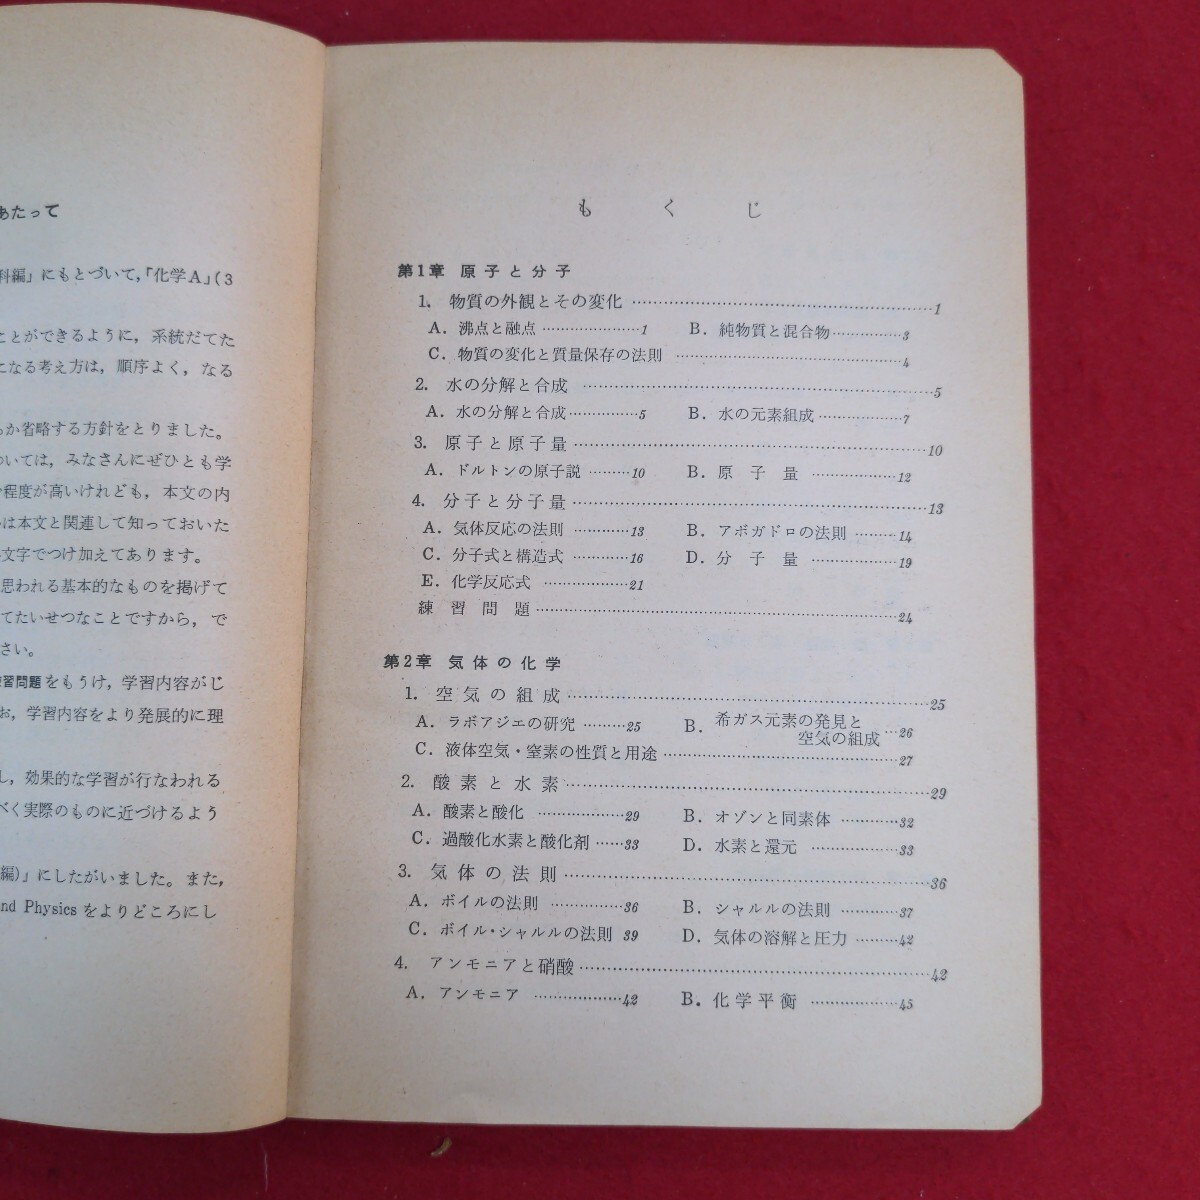 あたって
科編」にもとづいて,「化学A」(3
ことができるように, 系統だてた
になる考え方は, 順序よく, なる
か省略する方針をとりました。
ついては, みなさんにぜひとも学
程度が高いけれども, 本文の内
は本文と関連して知っておいた
文字でつけ加えてあります。
思われる基本的なものを掲げて
てたいせつなことですから, で
さい。
習問題をもうけ, 学習内容がじ
お, 学習内容をより発展的に理
し, 効果的な学習が行なわれる
べく実際のものに近づけるよう
編)」にしたがいました。また,
nd Physics をよりどころにし
もくじ
第1章 原子と分子
1. 物質の外観とその変化 …… 1
A. 沸点と融点 …… 1 B. 純物質と混合物 …… 3
C. 物質の変化と質量保存の法則 …… 4
2. 水の分解と合成 …… 5
A. 水の分解と合成 …… 5 B. 水の元素組成 …… 7
3. 原子と原子量 …… 10
A. ドルトンの原子説 …… 10 B. 原子量 …… 12
4. 分子と分子量 …… 13
A. 気体反応の法則 …… 13 B. アボガドロの法則 …… 14
C. 分子式と構造式 …… 16 D. 分子量 …… 19
E. 化学反応式 …… 21
練習問題 …… 24
第2章 気体の化学
1. 空気の組成 …… 25
A. ラボアジエの研究 …… 25 B. 希ガス元素の発見と
空気の組成 … 26
C. 液体空気・窒素の性質と用途 …… 27
2. 酸素と水素 …… 29
A. 酸素と酸化 …… 29 B. オゾンと同素体 …… 32
C. 過酸化水素と酸化剤 …… 33 D. 水素と還元 …… 33
3. 気体の法則 …… 36
A. ボイルの法則 …… 36 B. シャルルの法則 …… 37
C. ボイル・シャルルの法則 39 D. 気体の溶解と圧力 …… 42
4. アンモニアと硝酸 …… 42
A. アンモニア …… 42 B. 化学平衡 …… 45